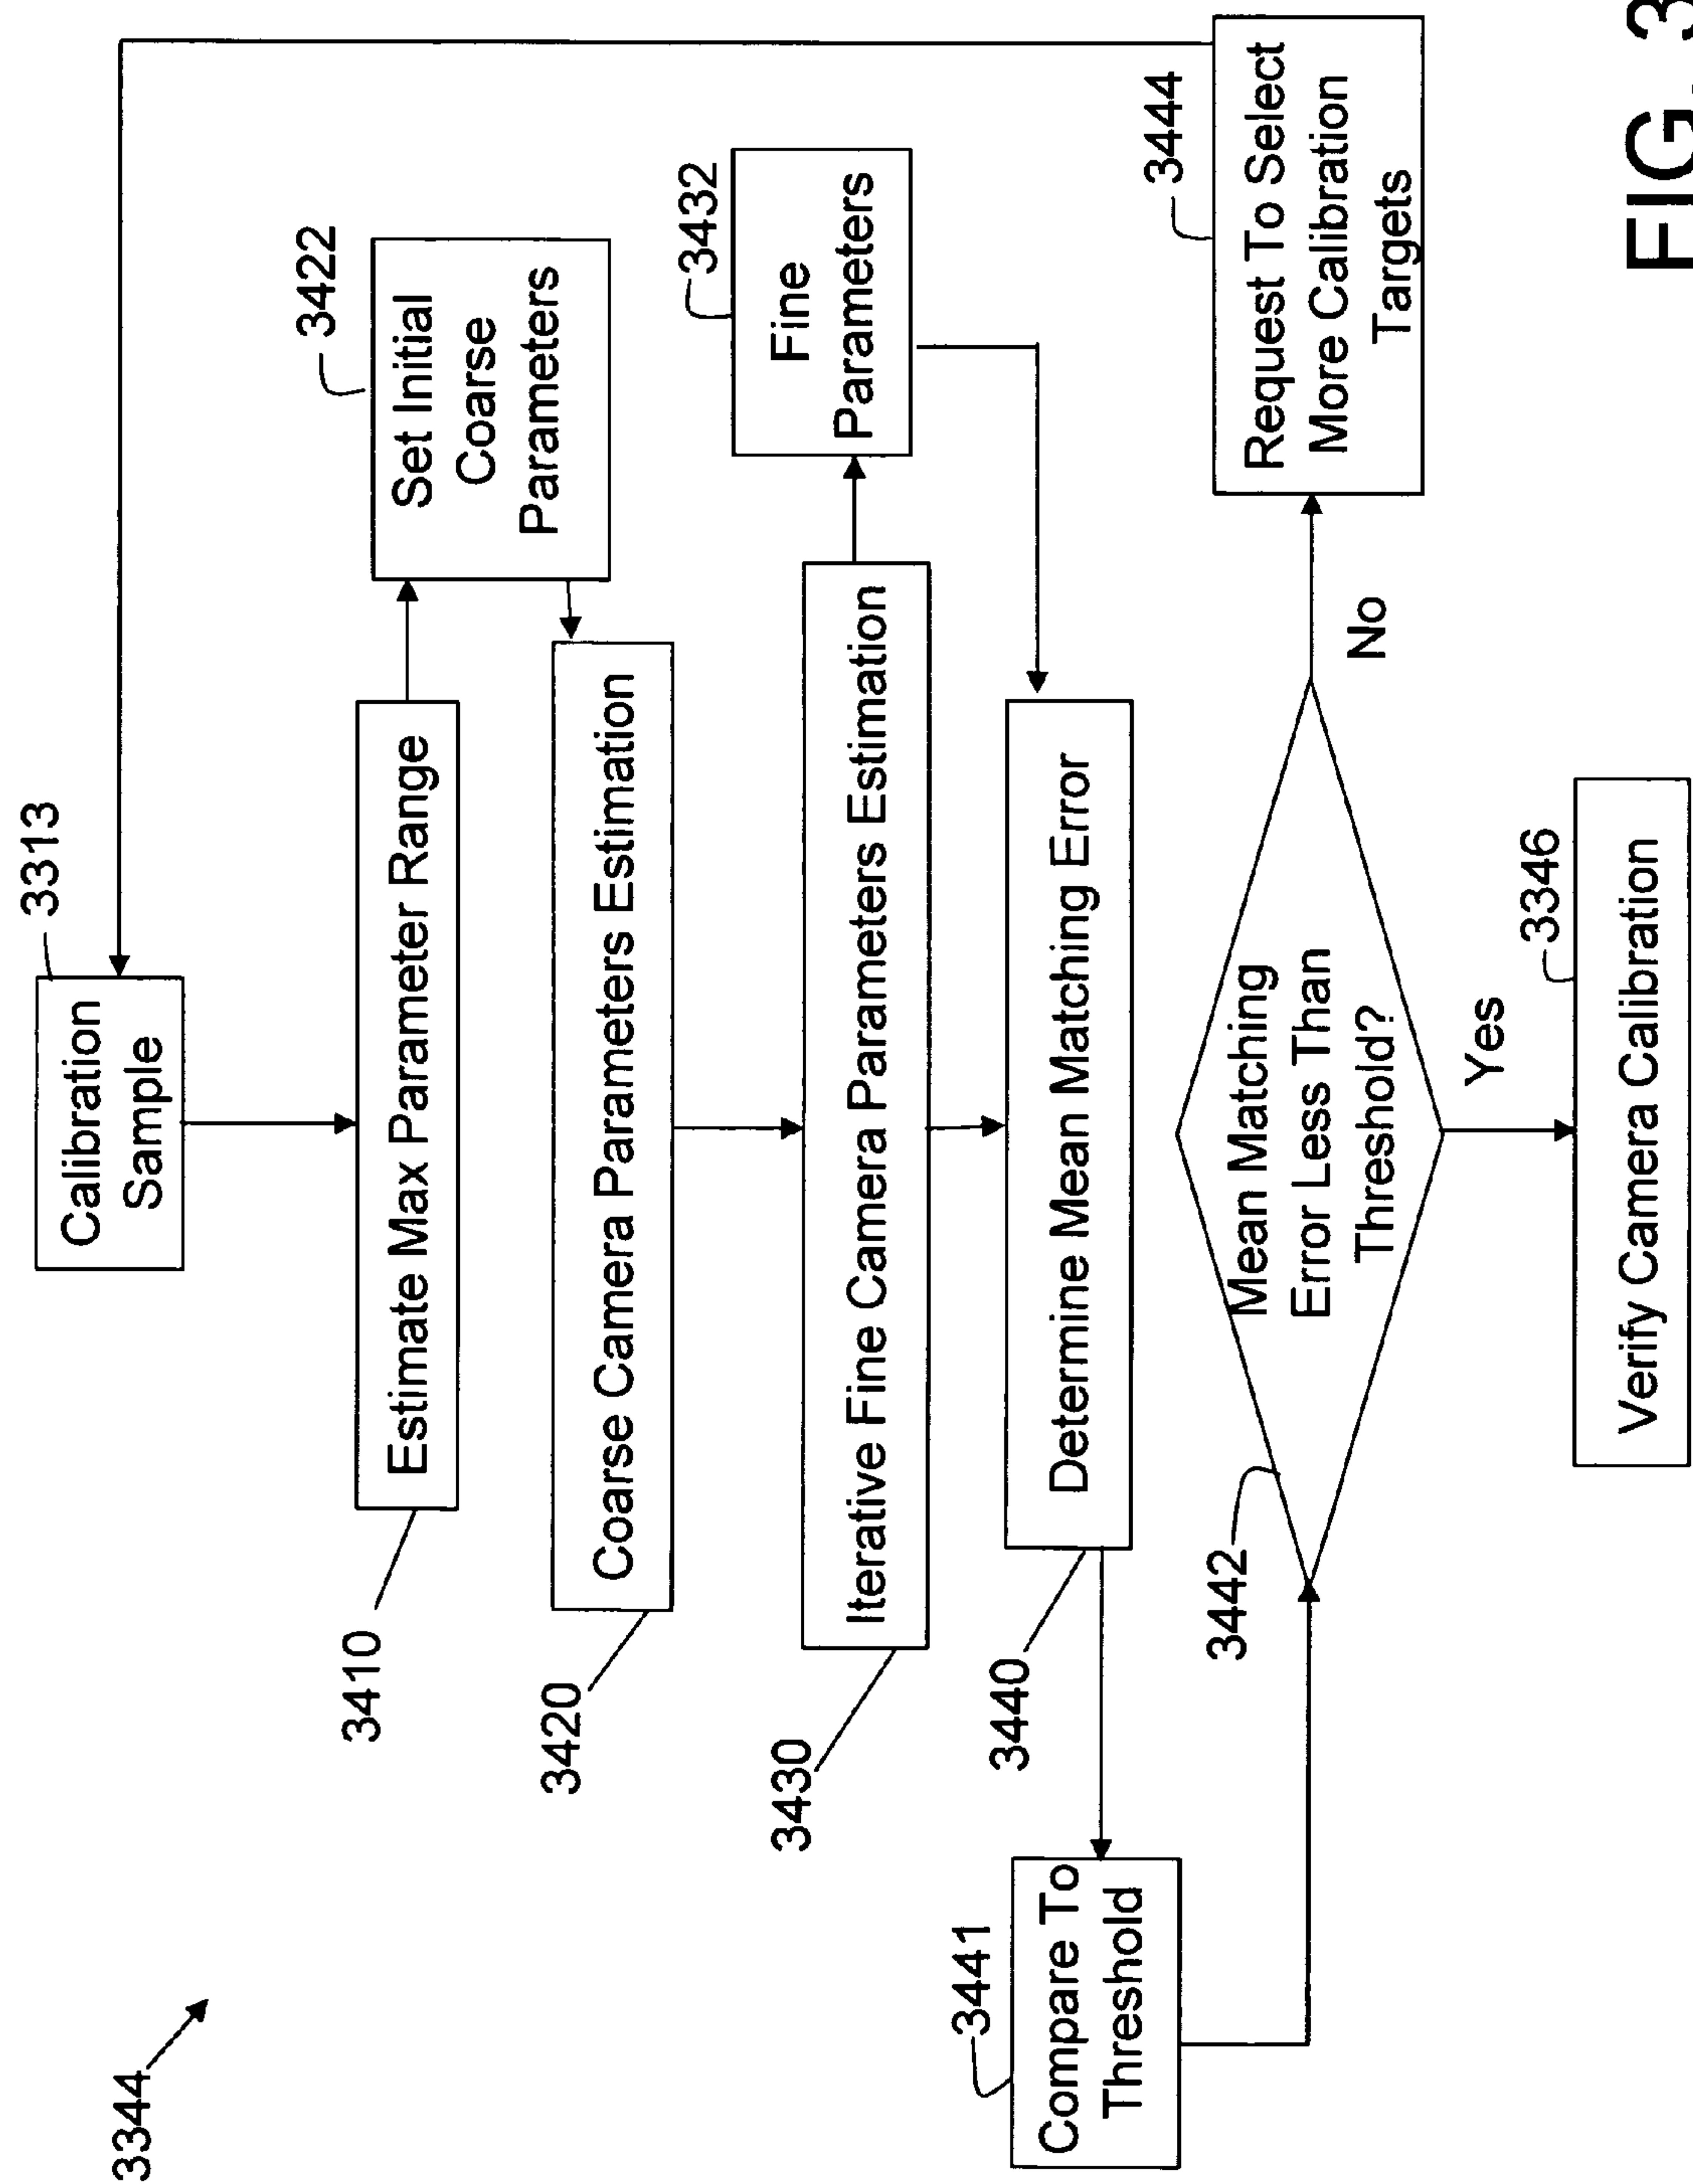 3344
3313
Calibration
Sample
3410
Estimate Max Parameter Range
3422
Set Initial
Coarse
Parameters
3420
Coarse Camera Parameters Estimation
3430
Iterative Fine Camera Parameters Estimation
3432
Fine
Parameters
3440
Determine Mean Matching Error
3441
Compare To
Threshold
3442
Mean Matching
Error Less Than
Threshold?
No
3444
Request To Select
More Calibration
Targets
Yes
3346
Verify Camera Calibration
FIG. 3